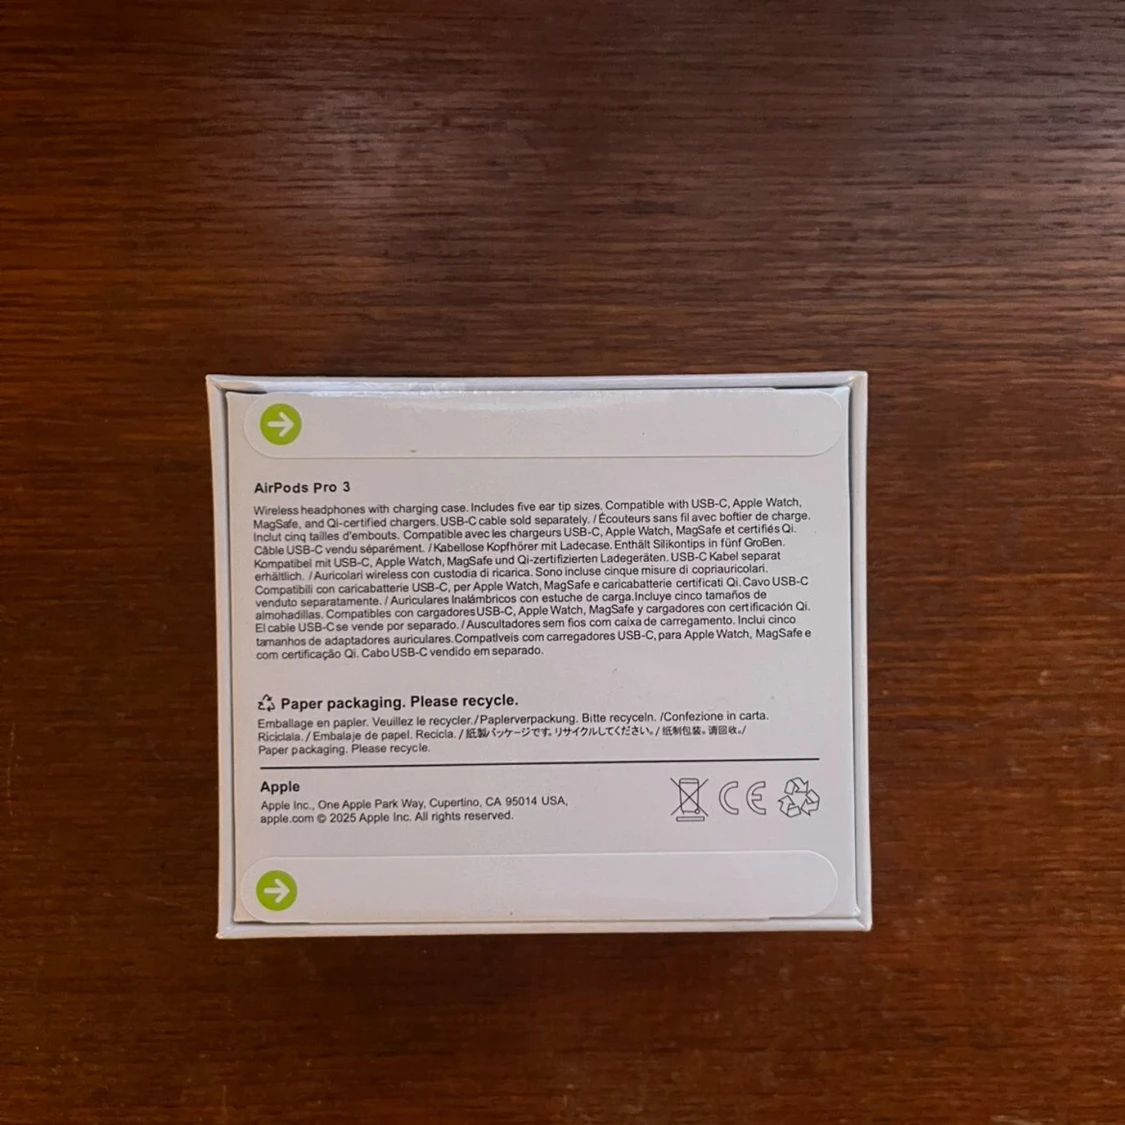 AirPods Pro 3
Wireless headphones with charging case. Includes five ear tip sizes. Compatible with USB-C, Apple Watch,
MagSafe, and Qi-certified chargers. USB-C cable sold separately. / Écouteurs sans fil avec boftier de charge.
Inclut cinq tailles d'embouts. Compatible avec les chargeurs USB-C, Apple Watch, MagSafe et certifiés Qi.
Câble USB-C vendu séparément. / Kabellose Kopfhörer mit Ladecase. Enthält Silikontips in fünf GroBen.
Kompatibel mit USB-C, Apple Watch, MagSafe und Qi-zertifizierten Ladegeräten. USB-C Kabel separat
erhältlich. / Auricolari wireless con custodia di ricarica. Sono incluse cinque misure di copriauricolari.
Compatibili con caricabatterie USB-C, per Apple Watch, MagSafe e caricabatterie certificati Qi. Cavo USB-C
venduto separatamente. / Auriculares Inalámbricos con estuche de carga.Incluye cinco tamaños de
almohadillas. Compatibles con cargadores USB-C, Apple Watch, MagSafe y cargadores con certificación Qi.
El cable USB-C se vende por separado. / Auscultadores sem fios com caixa de carregamento. Inclui cinco
tamanhos de adaptadores auriculares.Compatlveis com carregadores USB-C, para Apple Watch, MagSafe e
com certificação Qi. Cabo USB-C vendido em separado.
Paper packaging. Please recycle.
Emballage en papier. Veuillez le recycler. / Papierverpackung. Bitte recyceln. /Confezione in carta.
Riciclala. / Embalaje de papel. Recicla. / 紙製パッケージです。リサイクルしてください。/ 纸制包装。请回收。/
Paper packaging. Please recycle.
Apple
Apple Inc., One Apple Park Way, Cupertino, CA 95014 USA,
apple.com © 2025 Apple Inc. All rights reserved.
CE